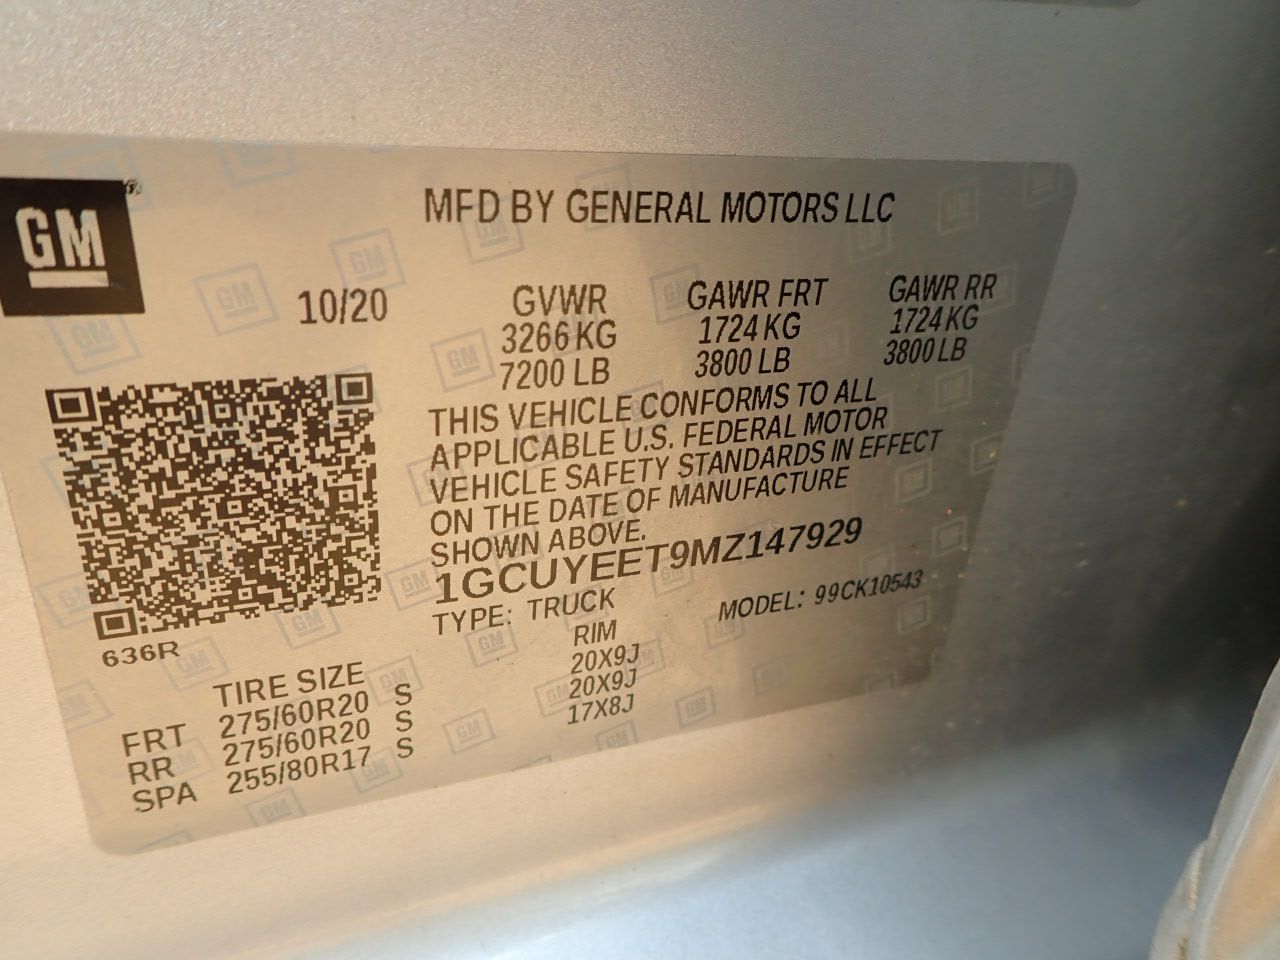 GM®
MFD BY GENERAL MOTORS LLC
10/20
GVWR GAWR FRT GAWR RR
3266 KG 1724 KG 1724 KG
7200 LB 3800 LB 3800 LB
THIS VEHICLE CONFORMS TO ALL
APPLICABLE U.S. FEDERAL MOTOR
VEHICLE SAFETY STANDARDS IN EFFECT
ON THE DATE OF MANUFACTURE
SHOWN ABOVE.
1GCUYEET9MZ147929
TYPE: TRUCK MODEL: 99CK10543
636R
TIRE SIZE RIM
FRT 275/60R20 S 20X9J
RR 275/60R20 S 20X9J
SPA 255/80R17 S 17X8J